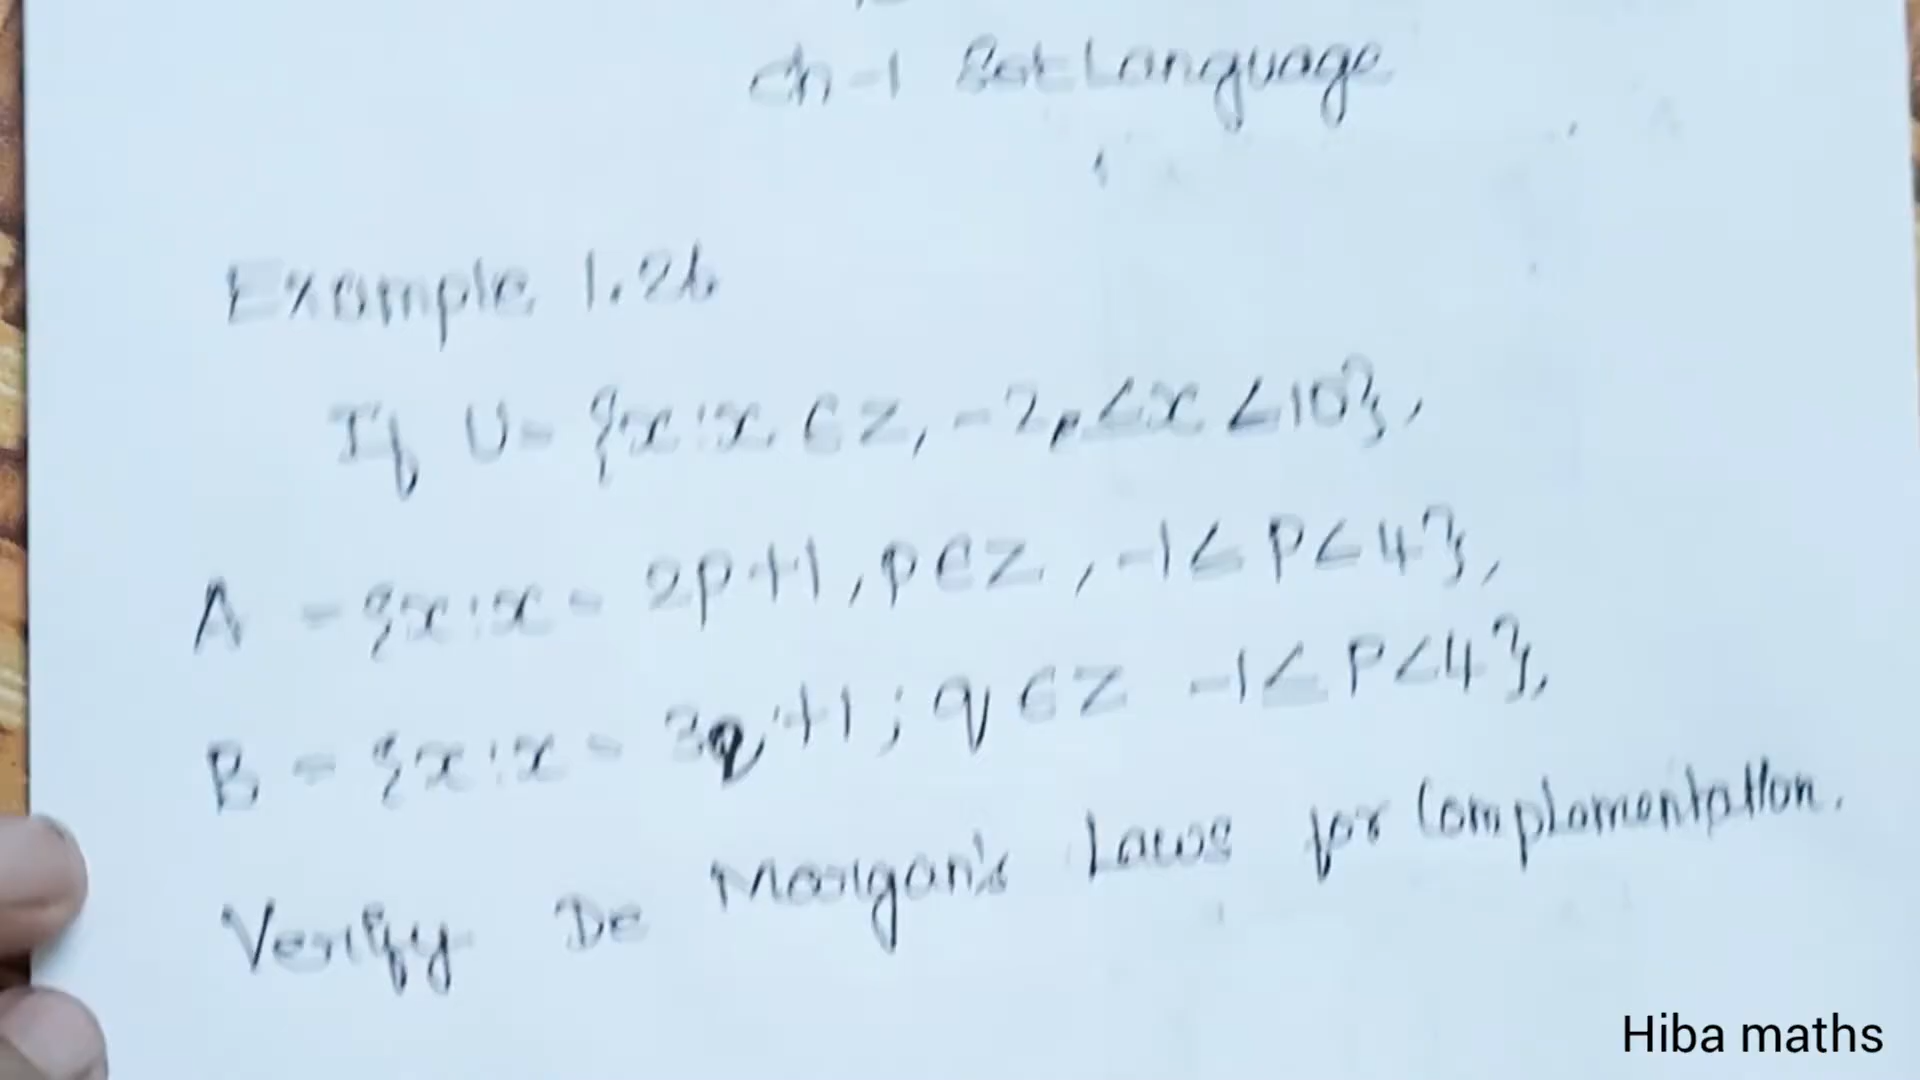 Ch-1 Set Language
Example 1.26
If U = {x : x ∈ Z, -2 ≤ x ≤ 10},
A = {x : x = 2p+1, p ∈ Z, -1 ≤ P ≤ 4},
B = {x : x = 3q+1; q ∈ Z -1 ≤ P < 4},
Verify De Morgan's Laws for Complementation.
Hiba maths